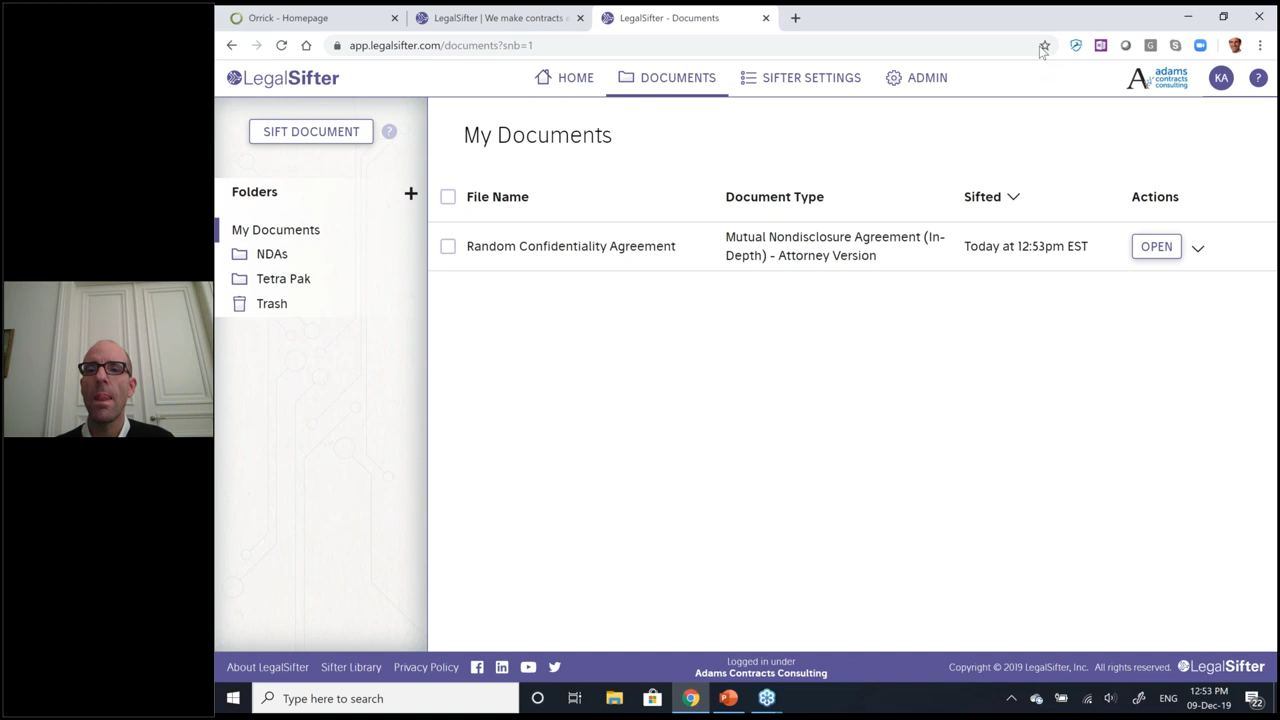 Orrick - Homepage
LegalSifter | We make contracts e
LegalSifter - Documents
app.legalsifter.com/documents?snb=1
LegalSifter
HOME
DOCUMENTS
SIFTER SETTINGS
ADMIN
A
adams contracts consulting
KA
?
SIFT DOCUMENT
?
My Documents
Folders
+
File Name
Document Type
Sifted
Actions
My Documents
NDAs
Tetra Pak
Trash
Random Confidentiality Agreement
Mutual Nondisclosure Agreement (In-
Depth) - Attorney Version
Today at 12:53pm EST
OPEN
About LegalSifter
Sifter Library
Privacy Policy
Logged in under
Adams Contracts Consulting
Copyright © 2019 LegalSifter, Inc. All rights reserved.
LegalSifter
Type here to search
ENG
12:53 PM
09-Dec-19
22